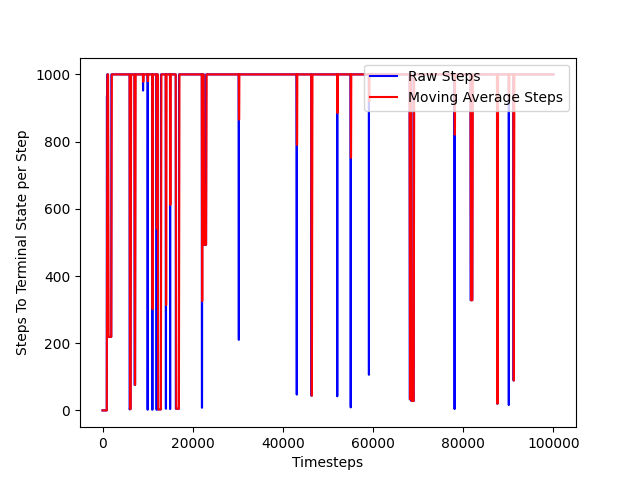 Raw Steps
Moving Average Steps
Steps To Terminal State per Step
1000
800
600
400
200
0
0 20000 40000 60000 80000 100000
Timesteps